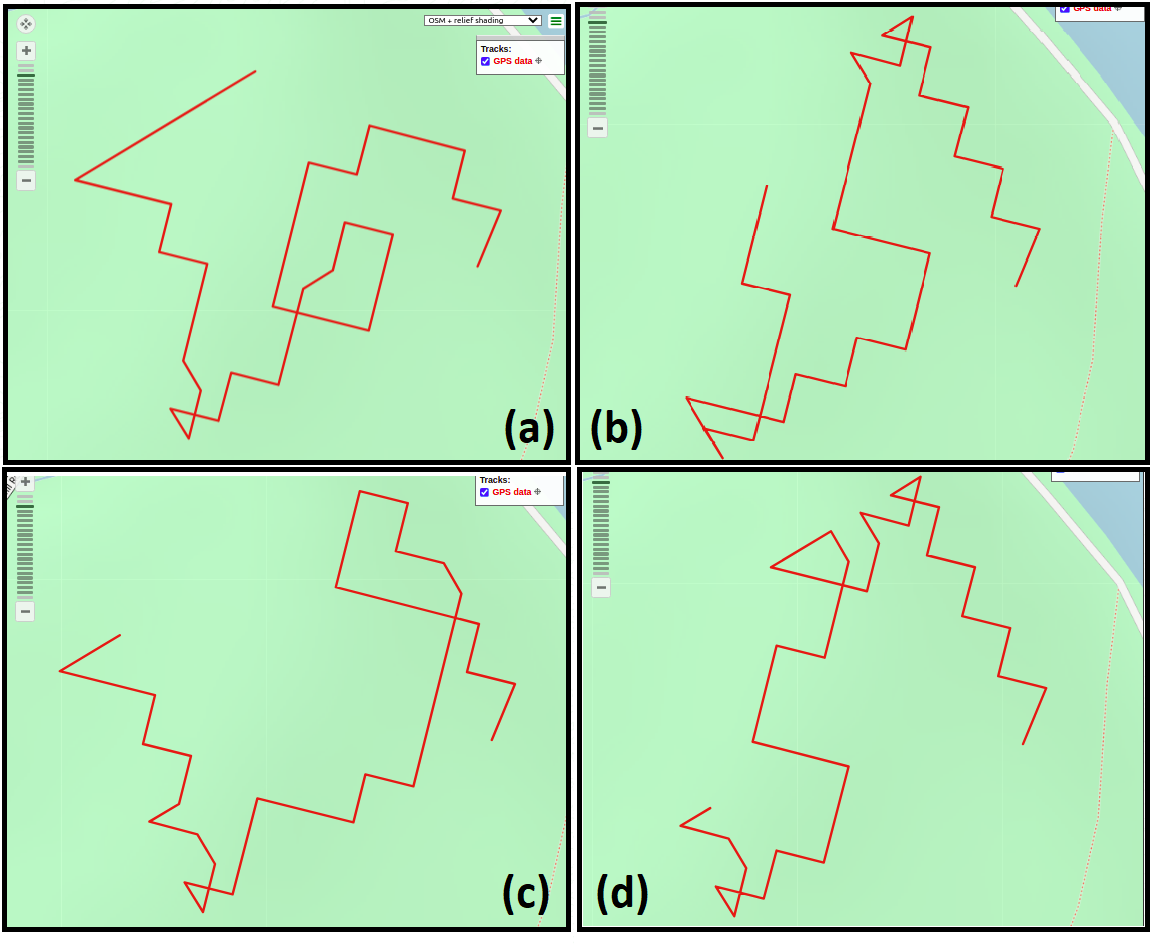 OSM + relief shading
Tracks:
GPS data
(a)
GPS data
(b)
Tracks:
GPS data
(c)
(d)